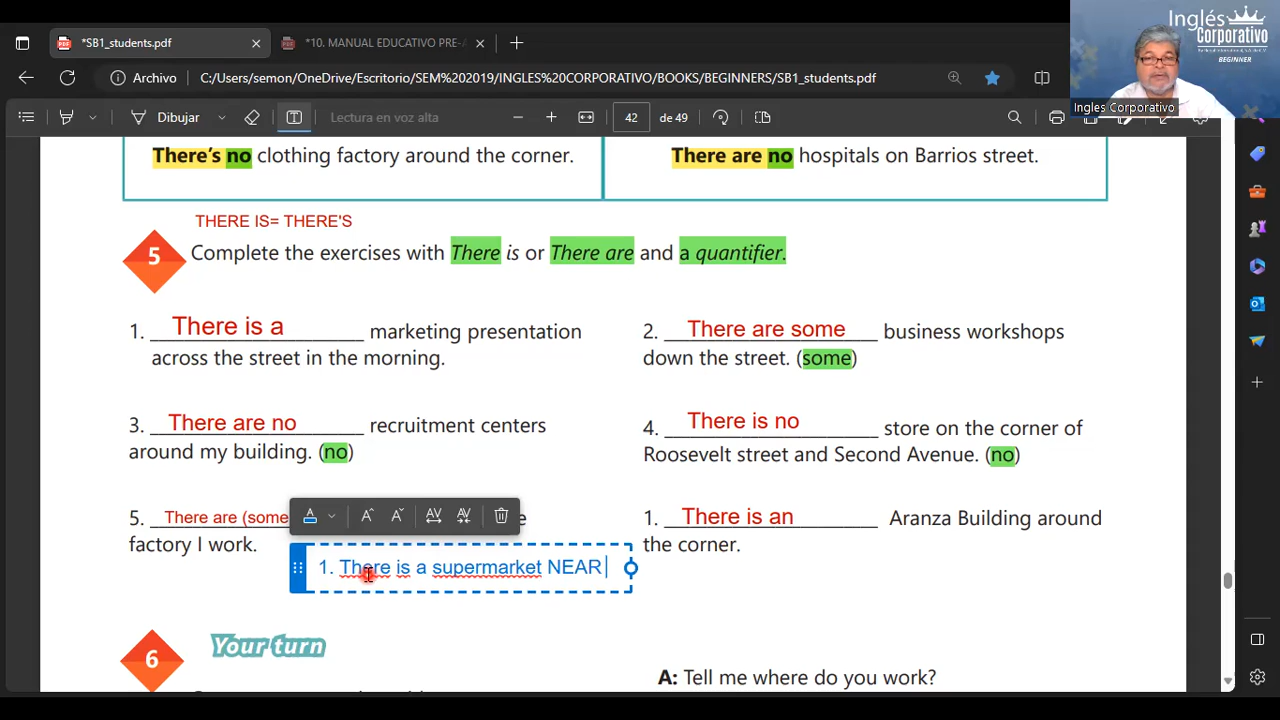 *SB1_students.pdf
*10. MANUAL EDUCATIVO PRE-
Inglés
Corporativo
BEGINNER
Archivo
C:/Users/semon/OneDrive/Escritorio/SEM%202019/INGLES%20CORPORATIVO/BOOKS/BEGINNERS/SB1_students.pdf
Ingles Corporativo
Dibujar
Lectura en voz alta
42 de 49
There's no clothing factory around the corner.
There are no hospitals on Barrios street.
THERE IS= THERE'S
5 Complete the exercises with There is or There are and a quantifier.
1. There is a marketing presentation
across the street in the morning.
2. There are some business workshops
down the street. (some)
3. There are no recruitment centers
around my building. (no)
4. There is no store on the corner of
Roosevelt street and Second Avenue. (no)
5. There are (some
factory I work.
1. There is an Aranza Building around
the corner.
1. There is a supermarket NEAR
6 Your turn
A: Tell me where do you work?